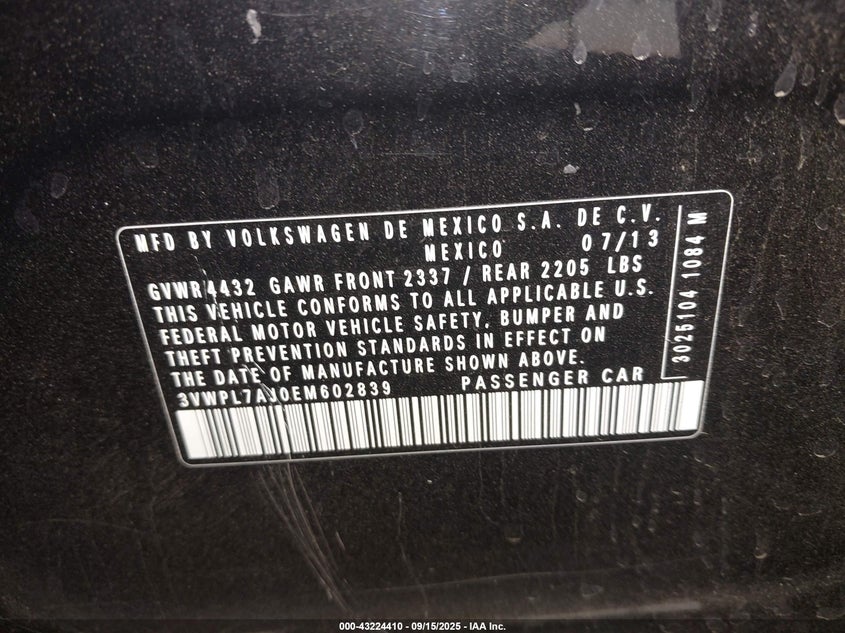 MFD BY VOLKSWAGEN DE MEXICO S.A. DE C.V.
MEXICO 07/13
GVWR 4432 GAWR FRONT 2337 / REAR 2205 LBS
THIS VEHICLE CONFORMS TO ALL APPLICABLE U.S.
FEDERAL MOTOR VEHICLE SAFETY, BUMPER AND
THEFT PREVENTION STANDARDS IN EFFECT ON
THE DATE OF MANUFACTURE SHOWN ABOVE.
3VWPL7AJ0EM602839 PASSENGER CAR
3025104 1084 M
000-43224410 - 09/15/2025 - IAA Inc.